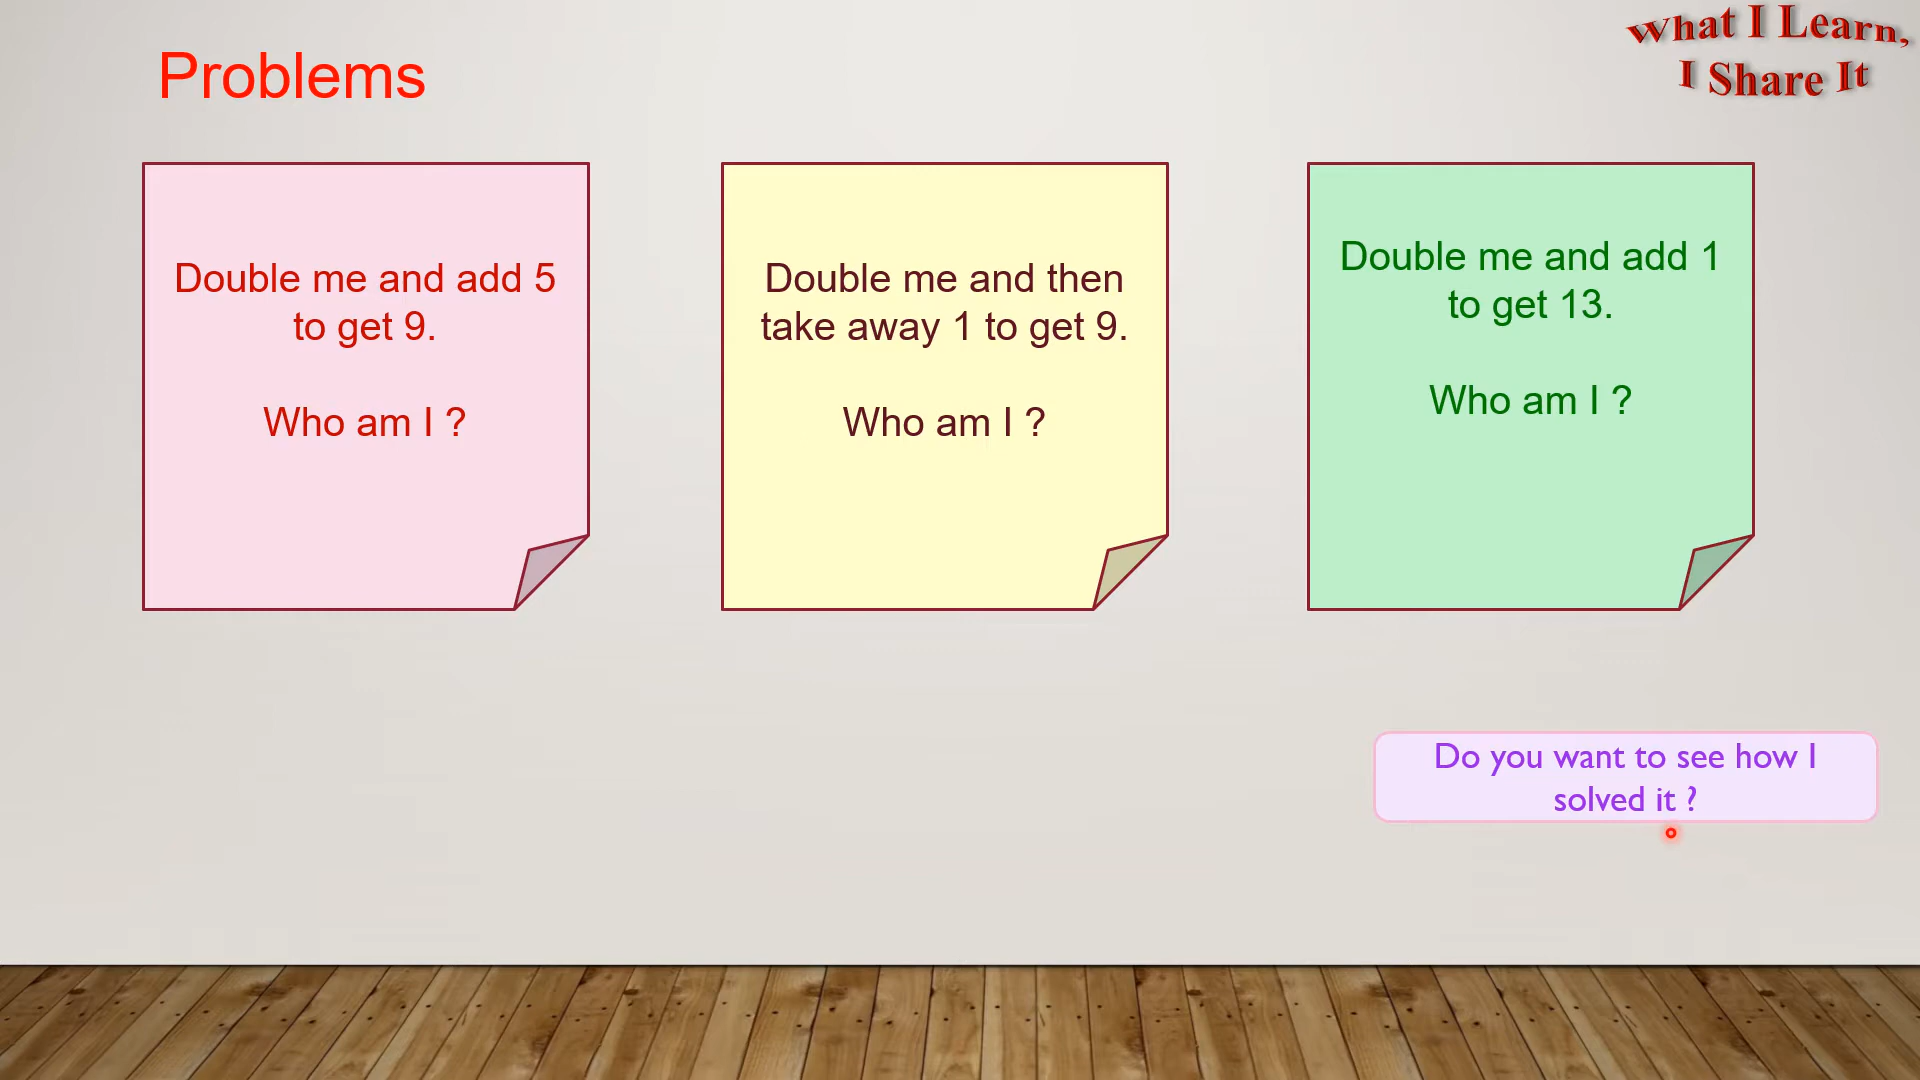 What I Learn,
I Share It
Problems
Double me and add 5
to get 9.
Who am I ?
Double me and then
take away 1 to get 9.
Who am I ?
Double me and add 1
to get 13.
Who am I ?
Do you want to see how I
solved it ?